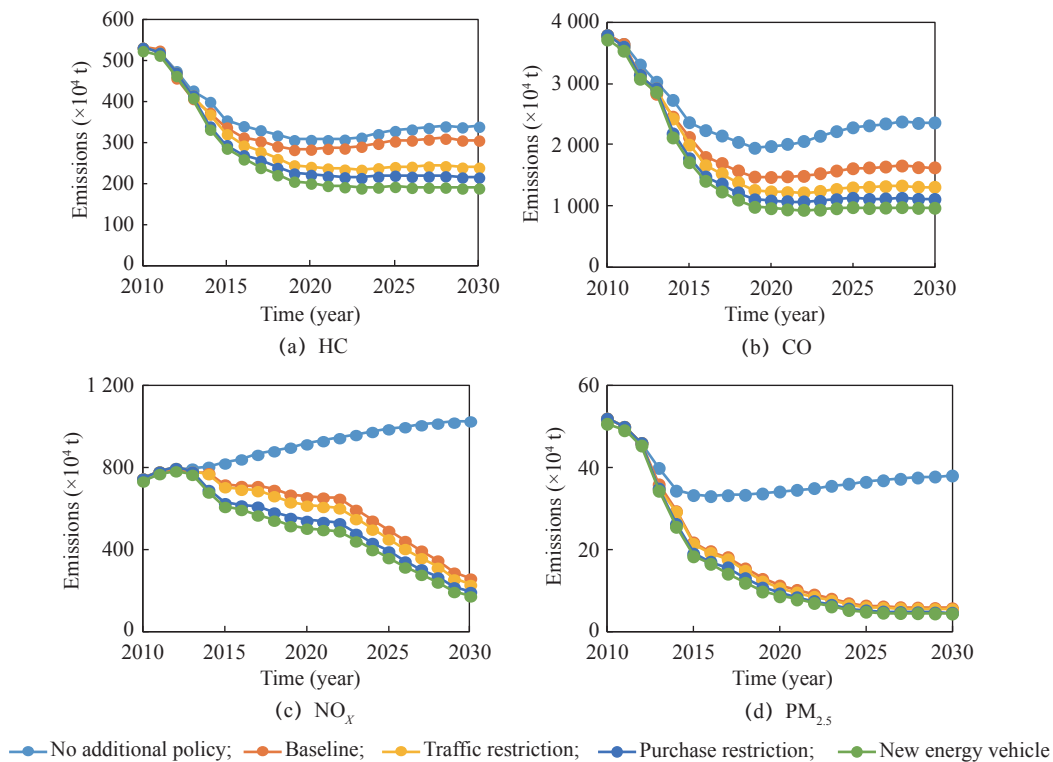 Emissions (×10⁴ t)
600
500
400
300
200
100
0
2010 2015 2020 2025 2030
Time (year)
(a) HC
Emissions (×10⁴ t)
4 000
3 000
2 000
1 000
0
2010 2015 2020 2025 2030
Time (year)
(b) CO
Emissions (×10⁴ t)
1 200
800
400
0
2010 2015 2020 2025 2030
Time (year)
(c) NOX
Emissions (×10⁴ t)
60
40
20
0
2010 2015 2020 2025 2030
Time (year)
(d) PM2.5
No additional policy; Baseline; Traffic restriction; Purchase restriction; New energy vehicle